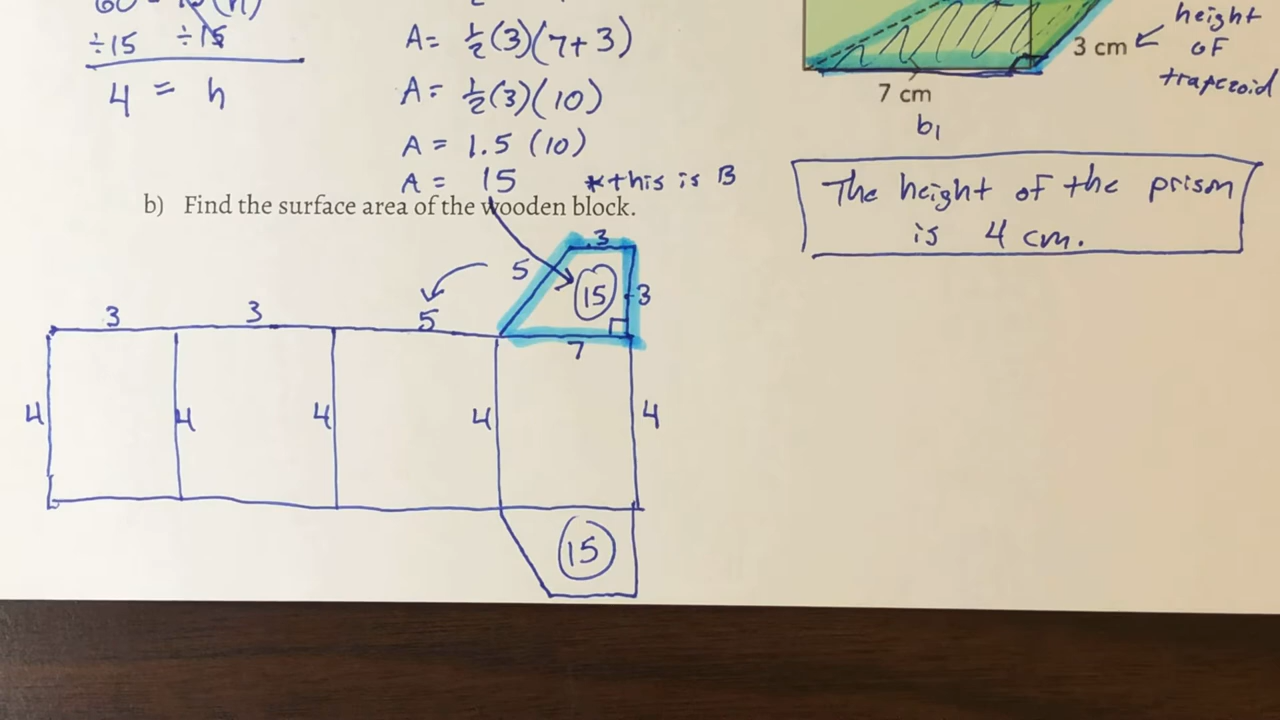 ÷15 ÷15
4 = h
A = ½(3)(7+3)
A = ½(3)(10)
A = 1.5 (10)
A = 15 *this is B
3 cm
height
of
trapezoid
7 cm
b₁
The height of the prism
is 4 cm.
b) Find the surface area of the wooden block.
3
5
15
3
3
3
5
7
4
4
4
4
4
15